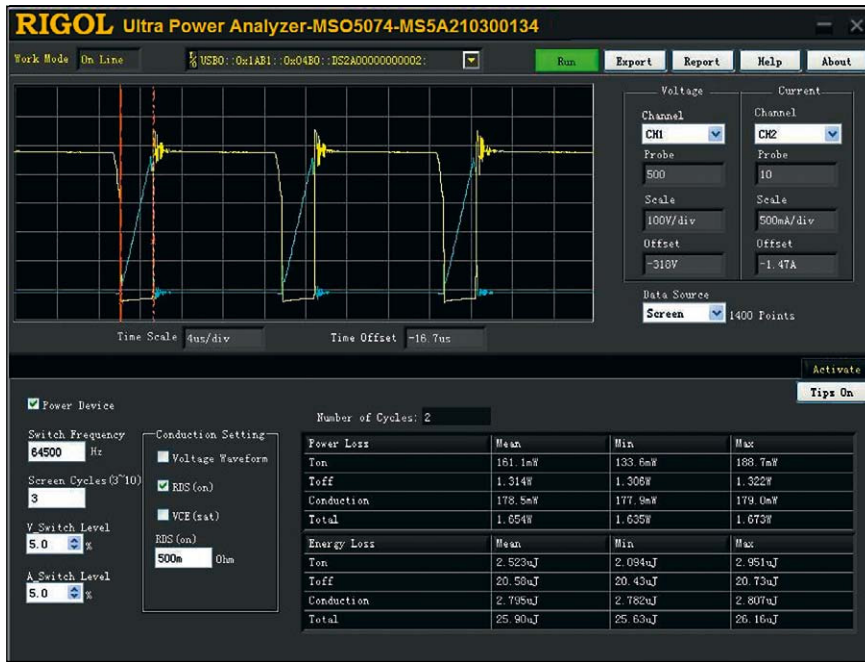 RIGOL Ultra Power Analyzer-MSO5074-MS5A210300134
Work Mode On Line I/O USB0::0x1AB1::0x04B0::DS2A00000000002: Run Export Report Help About
Voltage Current
Channel Channel
CH1 CH2
Probe Probe
500 10
Scale Scale
100V/div 500mA/div
Offset Offset
-318V -1.47A
Data Source
Screen 1400 Points
Time Scale 4us/div Time Offset -16.7us
Activate
Tips On
Power Device
Number of Cycles: 2
Switch Frequency
64500 Hz
Screen Cycles(3~10)
3
V_Switch Level
5.0 %
A_Switch Level
5.0 %
Conduction Setting
Voltage Waveform
RDS(on)
VCE(sat)
RDS(on)
500m Ohm
Power Loss Mean Min Max
Ton 161.1mW 133.6mW 188.7mW
Toff 1.314W 1.306W 1.322W
Conduction 178.5mW 177.9mW 179.0mW
Total 1.654W 1.635W 1.673W
Energy Loss Mean Min Max
Ton 2.523uJ 2.094uJ 2.951uJ
Toff 20.58uJ 20.43uJ 20.73uJ
Conduction 2.795uJ 2.782uJ 2.807uJ
Total 25.90uJ 25.63uJ 26.16uJ